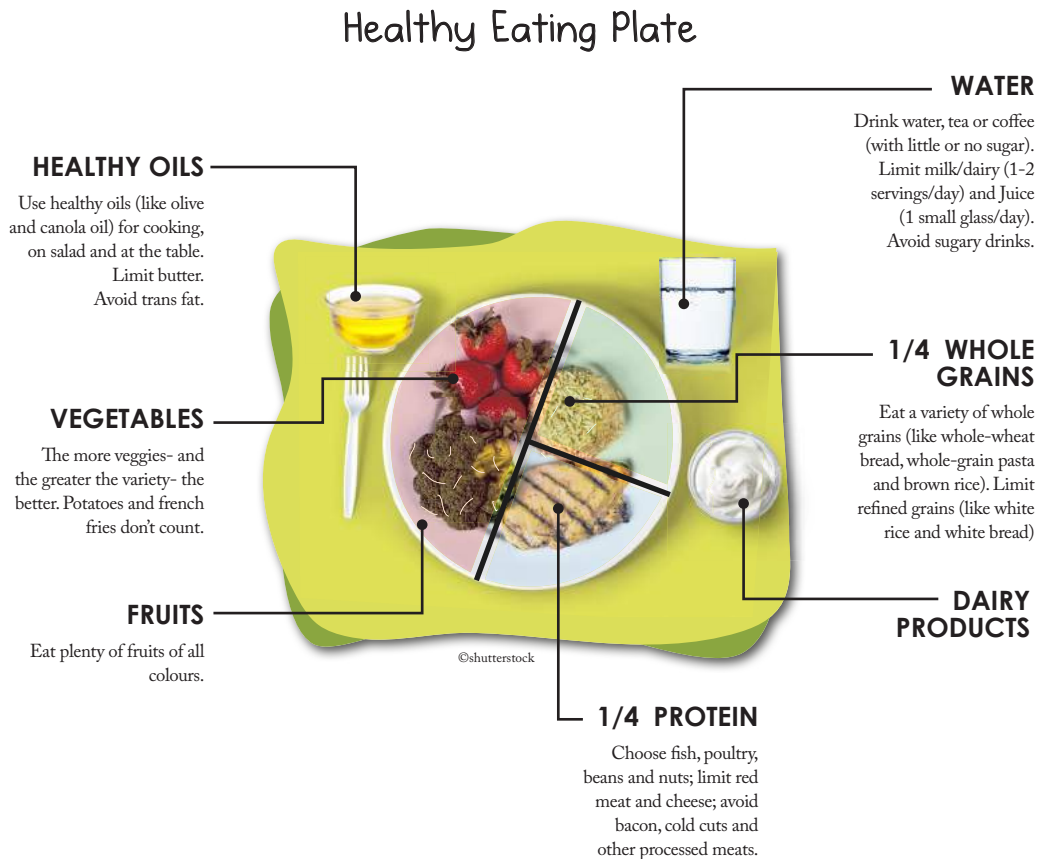 Healthy Eating Plate
WATER
Drink water, tea or coffee
(with little or no sugar).
Limit milk/dairy (1-2
servings/day) and Juice
(1 small glass/day).
Avoid sugary drinks.
HEALTHY OILS
Use healthy oils (like olive
and canola oil) for cooking,
on salad and at the table.
Limit butter.
Avoid trans fat.
1/4 WHOLE
GRAINS
Eat a variety of whole
grains (like whole-wheat
bread, whole-grain pasta
and brown rice). Limit
refined grains (like white
rice and white bread)
VEGETABLES
The more veggies- and
the greater the variety- the
better. Potatoes and french
fries don't count.
FRUITS
Eat plenty of fruits of all
colours.
DAIRY
PRODUCTS
©shutterstock
1/4 PROTEIN
Choose fish, poultry,
beans and nuts; limit red
meat and cheese; avoid
bacon, cold cuts and
other processed meats.